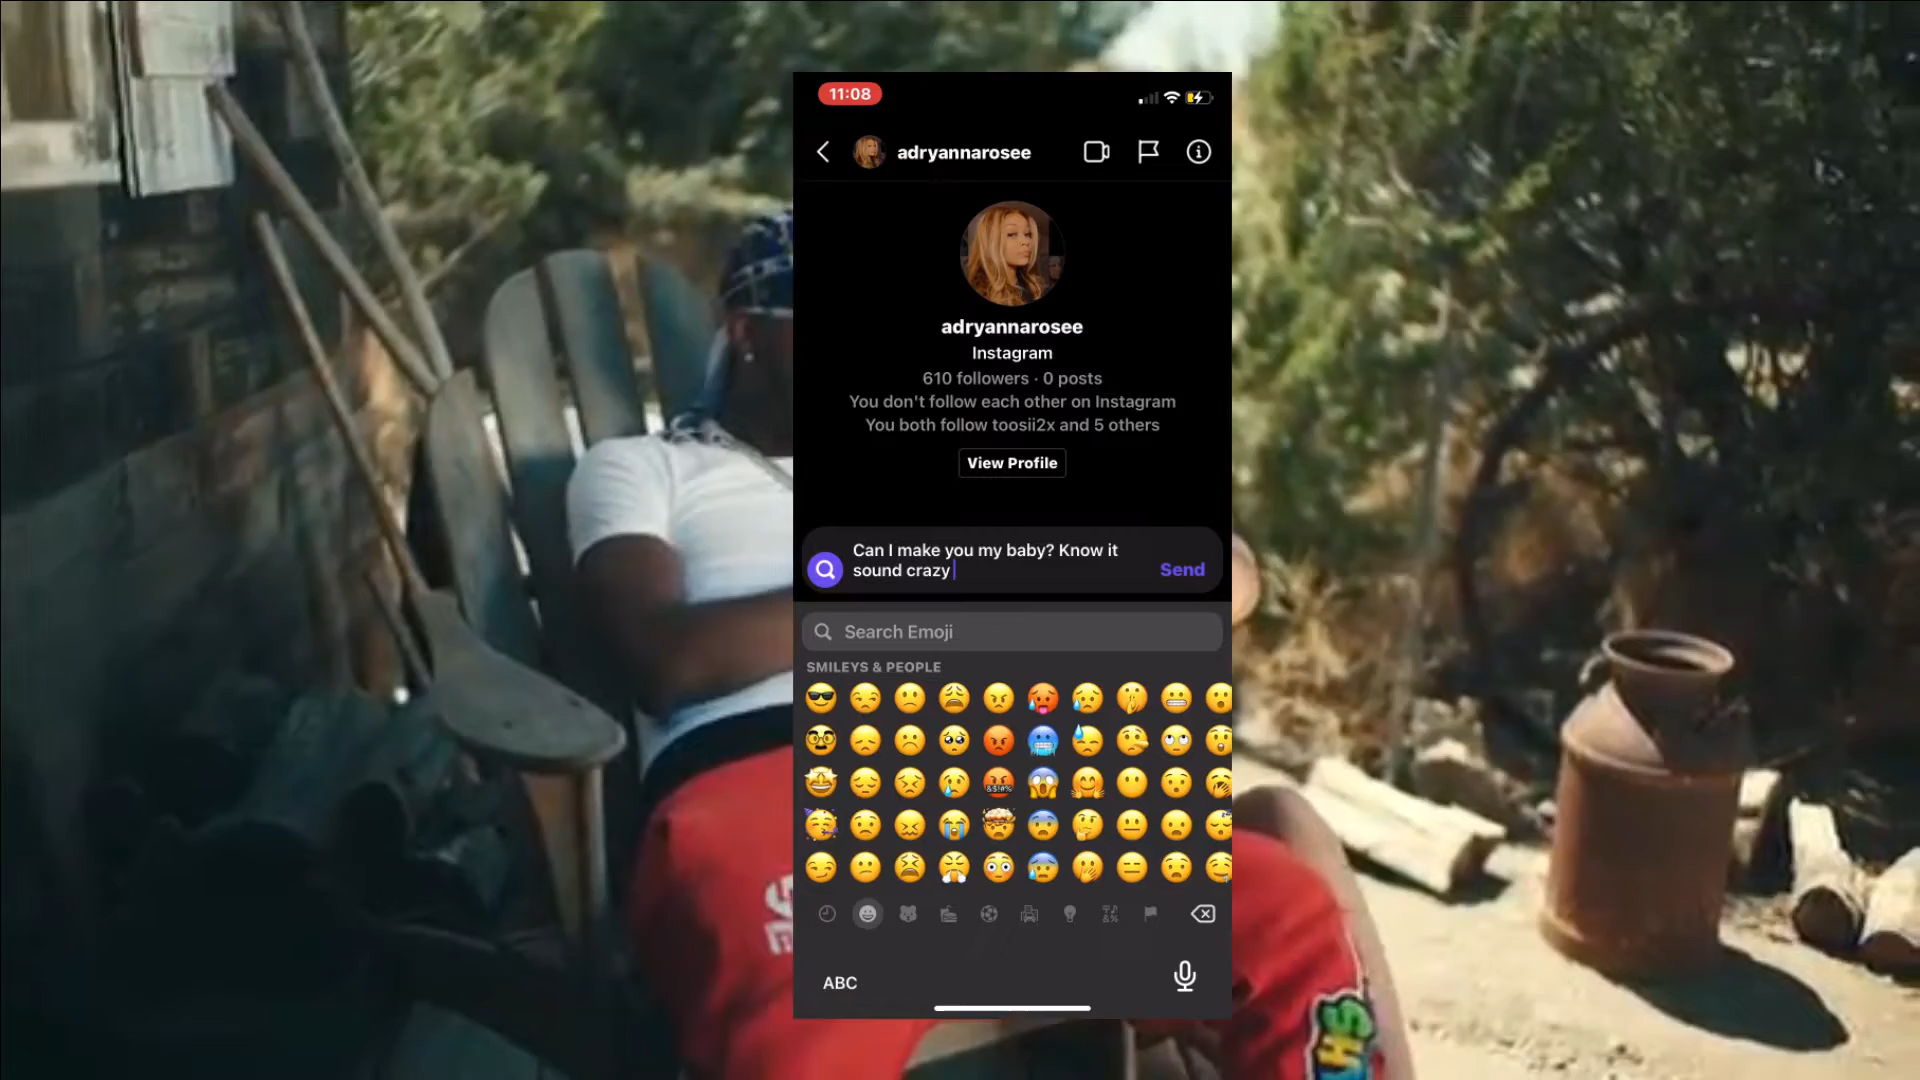 11:08
adryannarosee
adryannarosee
Instagram
610 followers · 0 posts
You don't follow each other on Instagram
You both follow toosii2x and 5 others
View Profile
Can I make you my baby? Know it
sound crazy
Send
Search Emoji
SMILEYS & PEOPLE
ABC